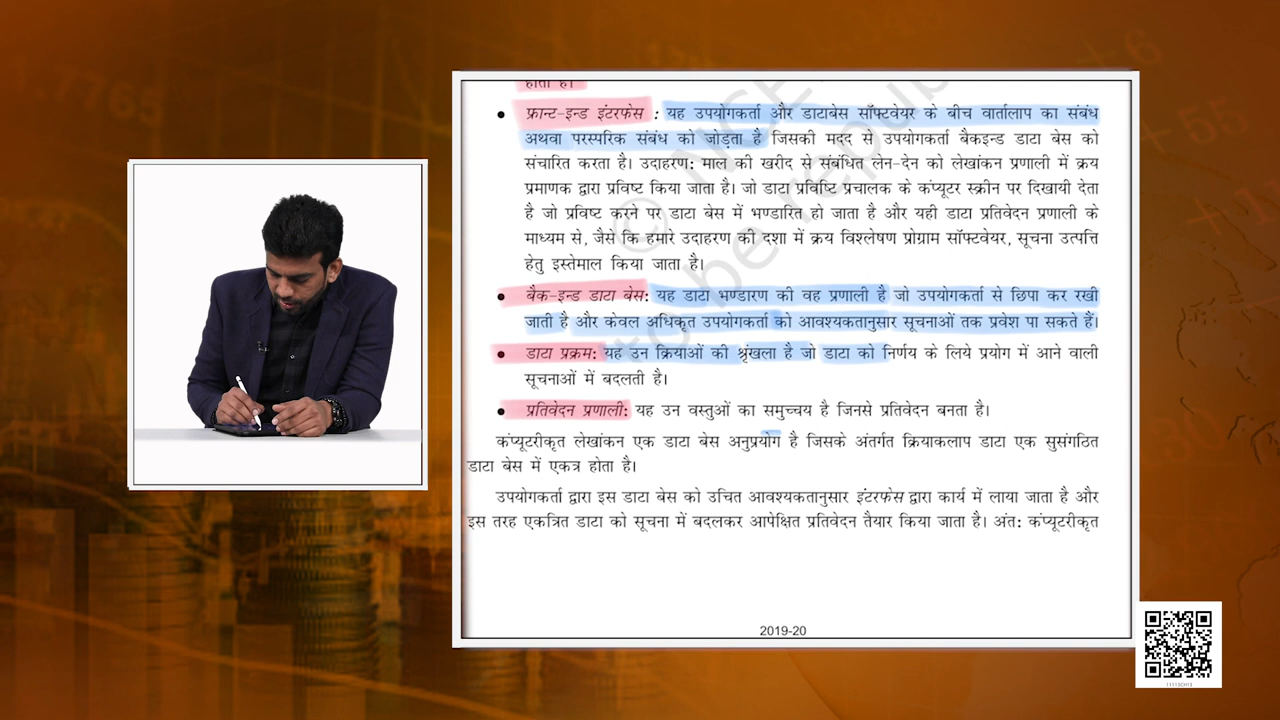 होता है।
• फ्रान्ट-इन्ड इंटरफेस : यह उपयोगकर्ता और डाटाबेस सॉफ्टवेयर के बीच वार्तालाप का संबंध
अथवा परस्परिक संबंध को जोड़ता है जिसकी मदद से उपयोगकर्ता बैकइन्ड डाटा बेस को
संचारित करता है। उदाहरण: माल की खरीद से संबंधित लेन-देन को लेखांकन प्रणाली में क्रय
प्रमाणक द्वारा प्रविष्ट किया जाता है। जो डाटा प्रविष्टि प्रचालक के कंप्यूटर स्क्रीन पर दिखायी देता
है जो प्रविष्ट करने पर डाटा बेस में भण्डारित हो जाता है और यही डाटा प्रतिवेदन प्रणाली के
माध्यम से, जैसे कि हमारे उदाहरण की दशा में क्रय विश्लेषण प्रोग्राम सॉफ्टवेयर, सूचना उत्पत्ति
हेतु इस्तेमाल किया जाता है।
• बैक-इन्ड डाटा बेस: यह डाटा भण्डारण की वह प्रणाली है जो उपयोगकर्ता से छिपा कर रखी
जाती है और केवल अधिकृत उपयोगकर्ता को आवश्यकतानुसार सूचनाओं तक प्रवेश पा सकते हैं।
• डाटा प्रक्रम: यह उन क्रियाओं की श्रृंखला है जो डाटा को निर्णय के लिये प्रयोग में आने वाली
सूचनाओं में बदलती है।
• प्रतिवेदन प्रणाली: यह उन वस्तुओं का समुच्चय है जिनसे प्रतिवेदन बनता है।
कंप्यूटरीकृत लेखांकन एक डाटा बेस अनुप्रयोग है जिसके अंतर्गत क्रियाकलाप डाटा एक सुसंगठित
डाटा बेस में एकत्र होता है।
उपयोगकर्ता द्वारा इस डाटा बेस को उचित आवश्यकतानुसार इंटरफेस द्वारा कार्य में लाया जाता है और
इस तरह एकत्रित डाटा को सूचना में बदलकर आपेक्षित प्रतिवेदन तैयार किया जाता है। अंत: कंप्यूटरीकृत
2019-20